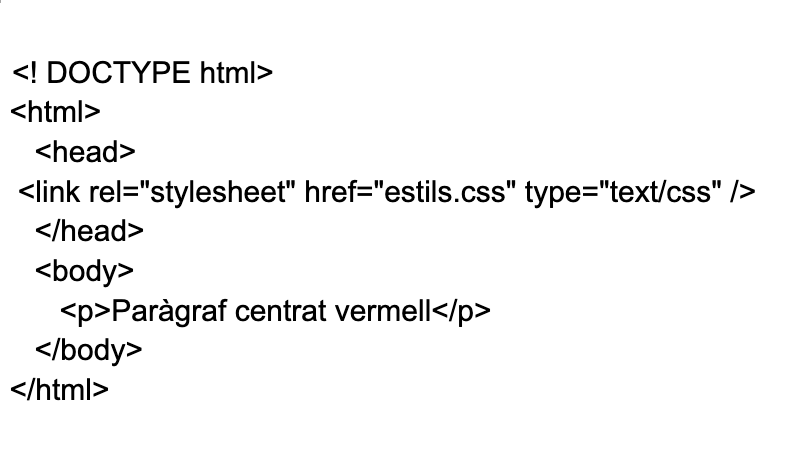 <! DOCTYPE html>
<html>
<head>
<link rel="stylesheet" href="estils.css" type="text/css" />
</head>
<body>
<p>Paràgraf centrat vermell</p>
</body>
</html>